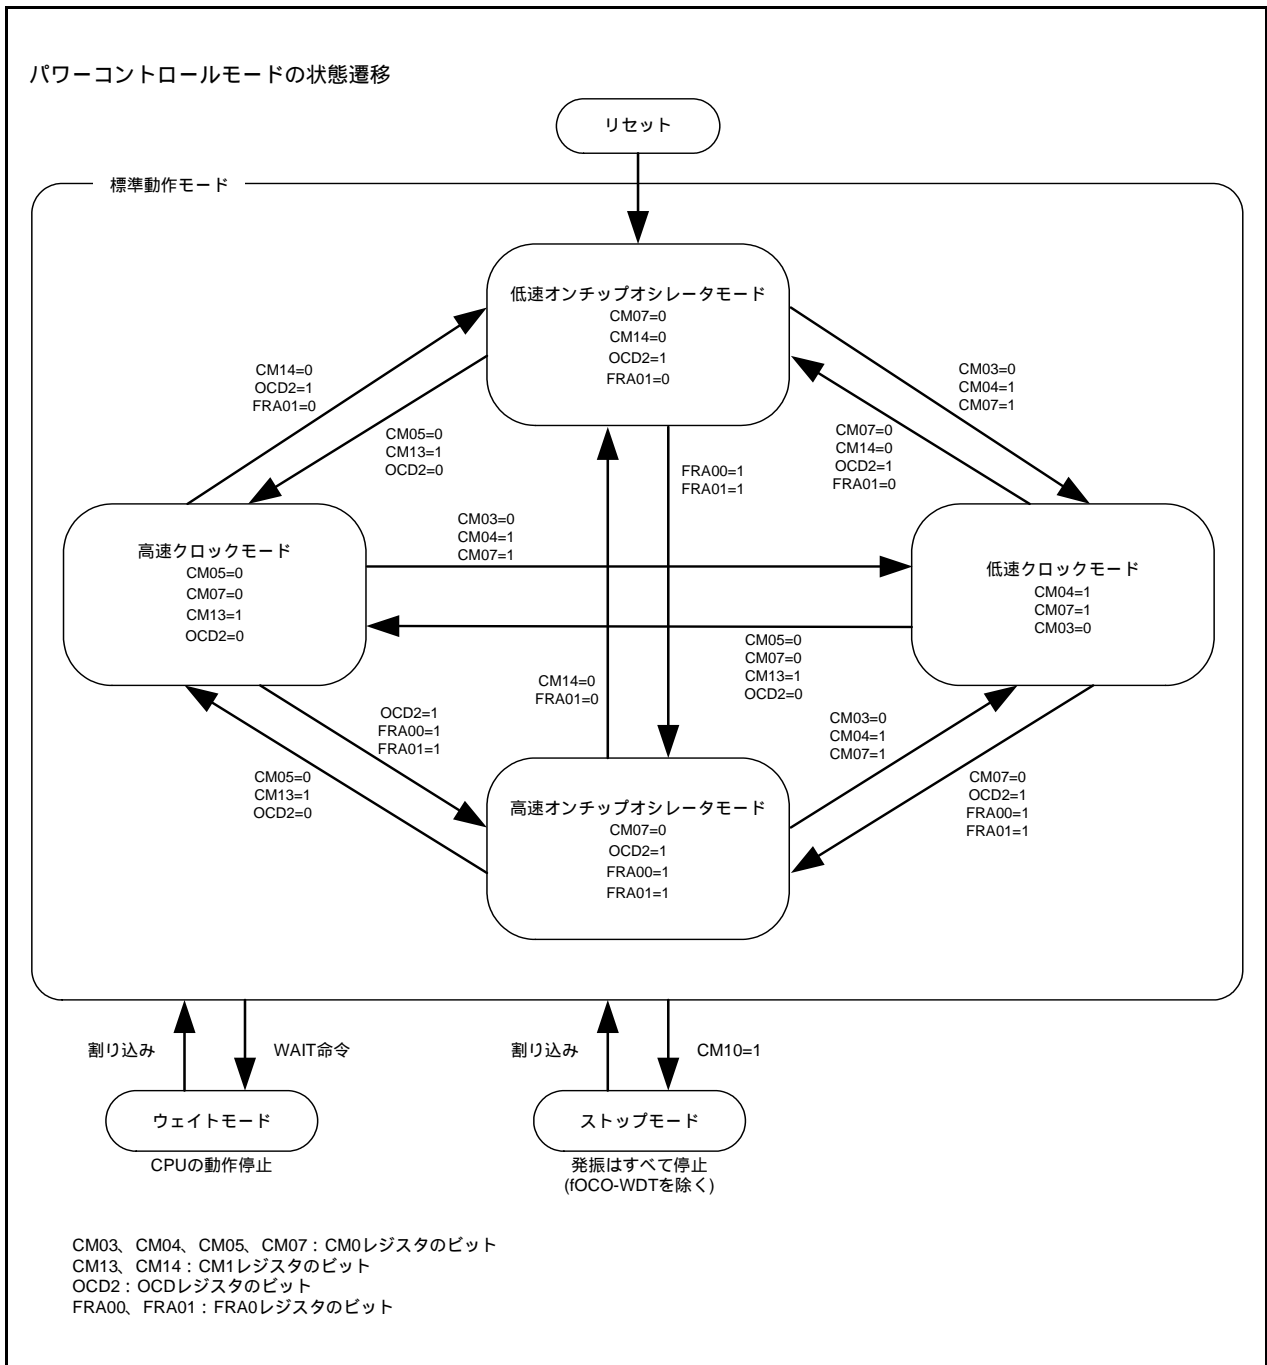 パワーコントロールモードの状態遷移
リセット
標準動作モード
低速オンチップオシレータモード
CM07=0
CM14=0
OCD2=1
FRA01=0
CM14=0
OCD2=1
FRA01=0
CM05=0
CM13=1
OCD2=0
CM03=0
CM04=1
CM07=1
CM07=0
CM14=0
OCD2=1
FRA01=0
FRA00=1
FRA01=1
高速クロックモード
CM05=0
CM07=0
CM13=1
OCD2=0
CM03=0
CM04=1
CM07=1
低速クロックモード
CM04=1
CM07=1
CM03=0
CM05=0
CM07=0
CM13=1
OCD2=0
CM14=0
FRA01=0
OCD2=1
FRA00=1
FRA01=1
CM05=0
CM13=1
OCD2=0
CM03=0
CM04=1
CM07=1
CM07=0
OCD2=1
FRA00=1
FRA01=1
高速オンチップオシレータモード
CM07=0
OCD2=1
FRA00=1
FRA01=1
割り込み
WAIT命令
割り込み
CM10=1
ウェイトモード
CPUの動作停止
ストップモード
発振はすべて停止
(fOCO-WDTを除く)
CM03、CM04、CM05、CM07：CM0レジスタのビット
CM13、CM14：CM1レジスタのビット
OCD2：OCDレジスタのビット
FRA00、FRA01：FRA0レジスタのビット